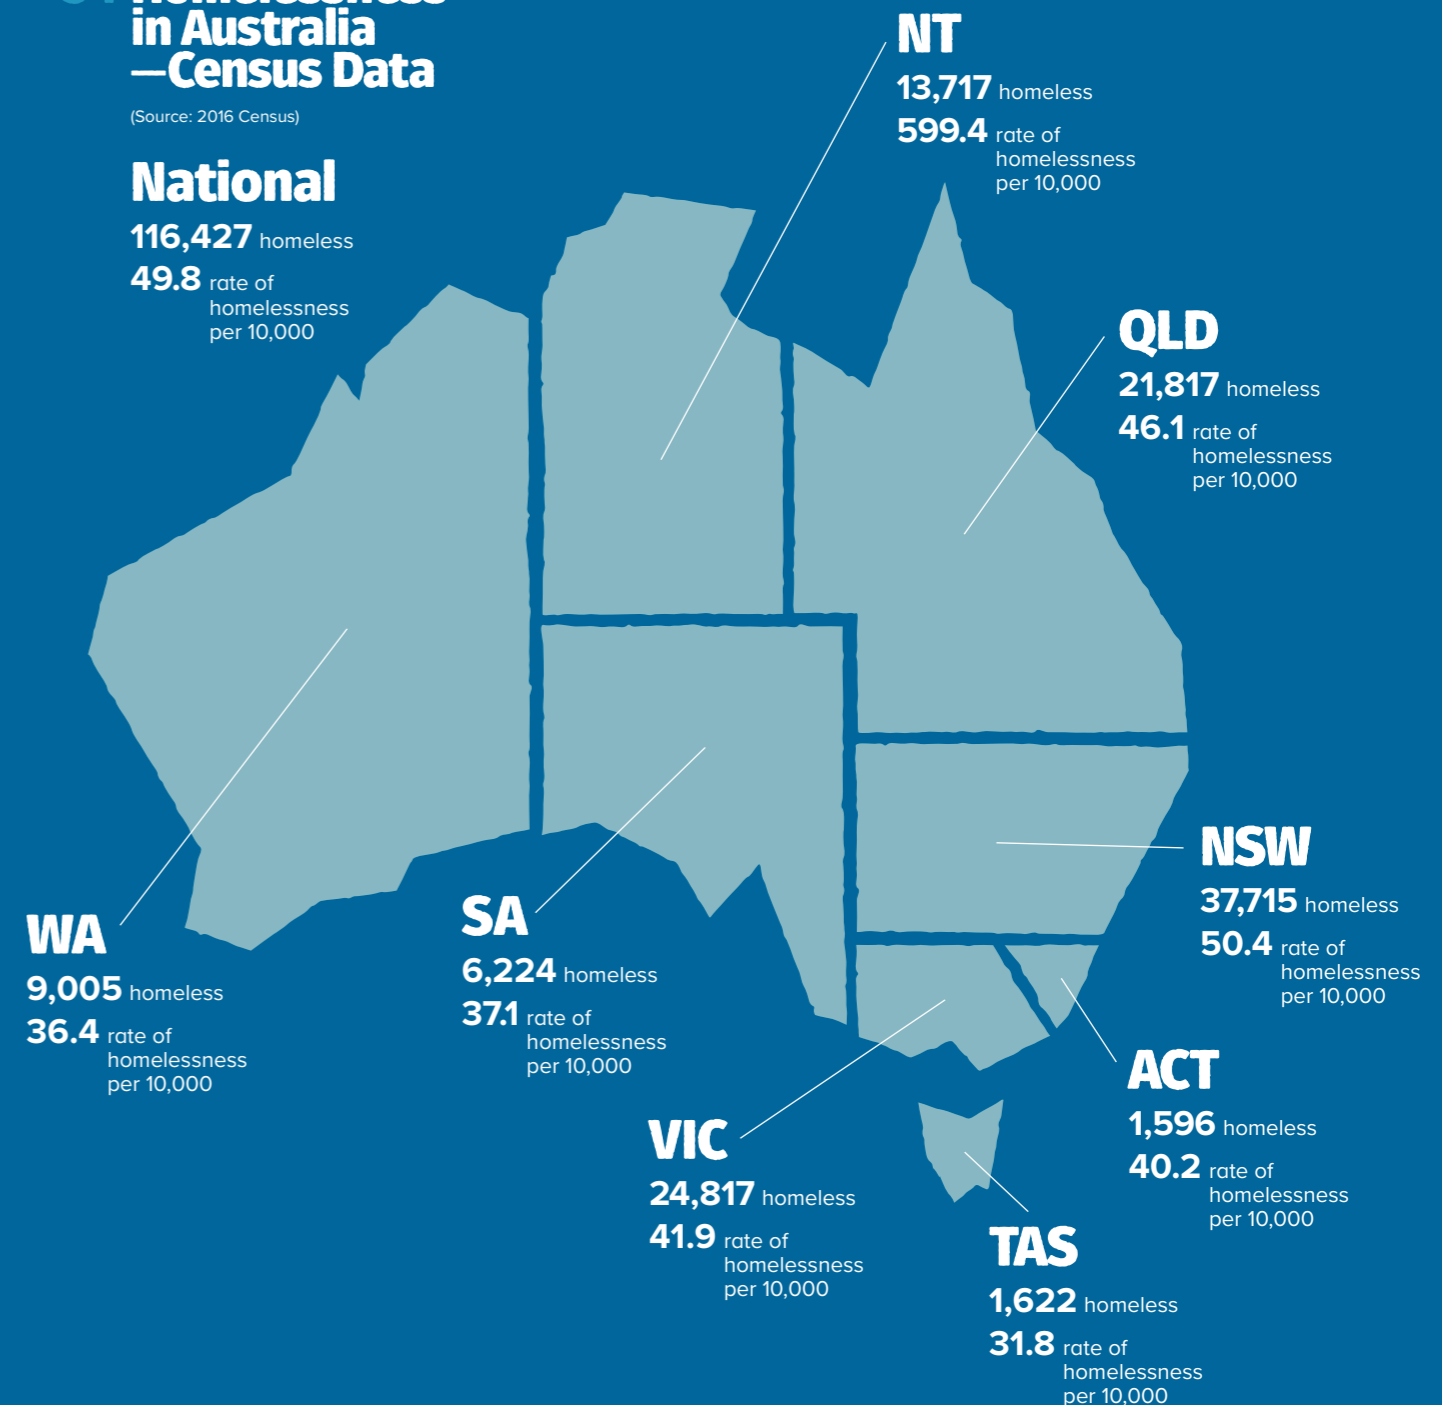 Homelessness
in Australia
—Census Data
(Source: 2016 Census)
National
116,427 homeless
49.8 rate of
homelessness
per 10,000
NT
13,717 homeless
599.4 rate of
homelessness
per 10,000
QLD
21,817 homeless
46.1 rate of
homelessness
per 10,000
NSW
37,715 homeless
50.4 rate of
homelessness
per 10,000
WA
9,005 homeless
36.4 rate of
homelessness
per 10,000
SA
6,224 homeless
37.1 rate of
homelessness
per 10,000
VIC
24,817 homeless
41.9 rate of
homelessness
per 10,000
ACT
1,596 homeless
40.2 rate of
homelessness
per 10,000
TAS
1,622 homeless
31.8 rate of
homelessness
per 10,000